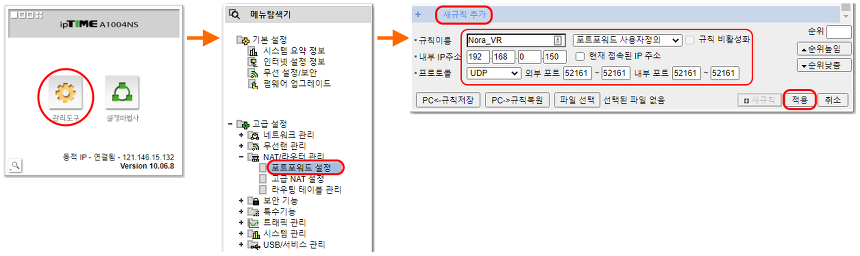 ipTIME A1004NS
관리도구
설정마법사
동적 IP - 연결됨 - 121.146.15.132
Version 10.06.8
메뉴탐색기
기본 설정
시스템 요약 정보
인터넷 설정 정보
무선 설정/보안
펌웨어 업그레이드
고급 설정
네트워크 관리
무선랜 관리
NAT/라우터 관리
포트포워드 설정
고급 NAT 설정
라우팅 테이블 관리
보안 기능
특수기능
트래픽 관리
시스템 관리
USB/서비스 관리
+ 새규칙 추가
규칙이름 Nora_VR 포트포워드 사용자정의 규칙 비활성화
내부 IP주소 192 . 168 . 0 . 150 현재 접속된 IP 주소
프로토콜 UDP 외부 포트 52161 ~ 52161 내부 포트 52161 ~ 52161
순위
▲순위높임
▼순위낮춤
PC<-규칙저장 PC->규칙복원 파일 선택 선택된 파일 없음 새규칙 적용 취소